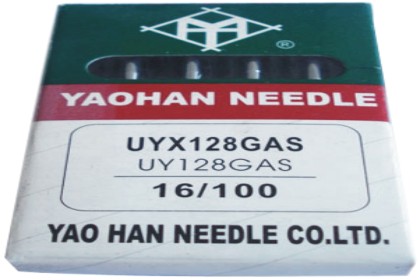 ®
YAOHAN NEEDLE
UYX128GAS
UY128GAS
16/100
YAO HAN NEEDLE CO.LTD.